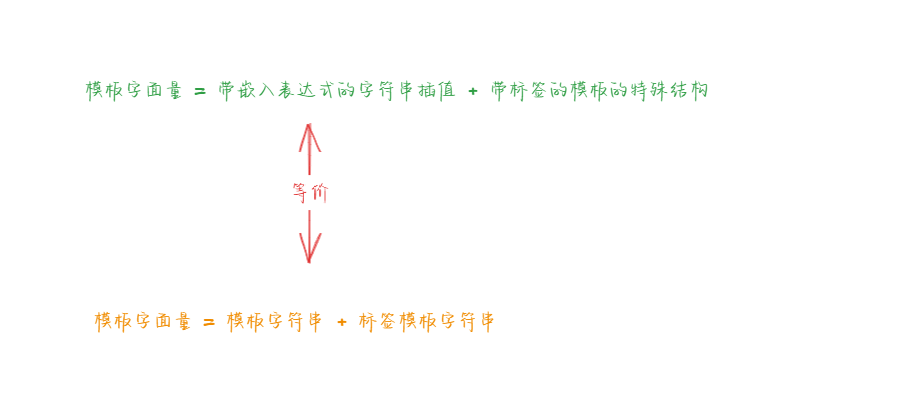 模板字面量 = 带嵌入表达式的字符串插值 + 带标签的模板的特殊结构
等价
模板字面量 = 模板字符串 + 标签模板字符串